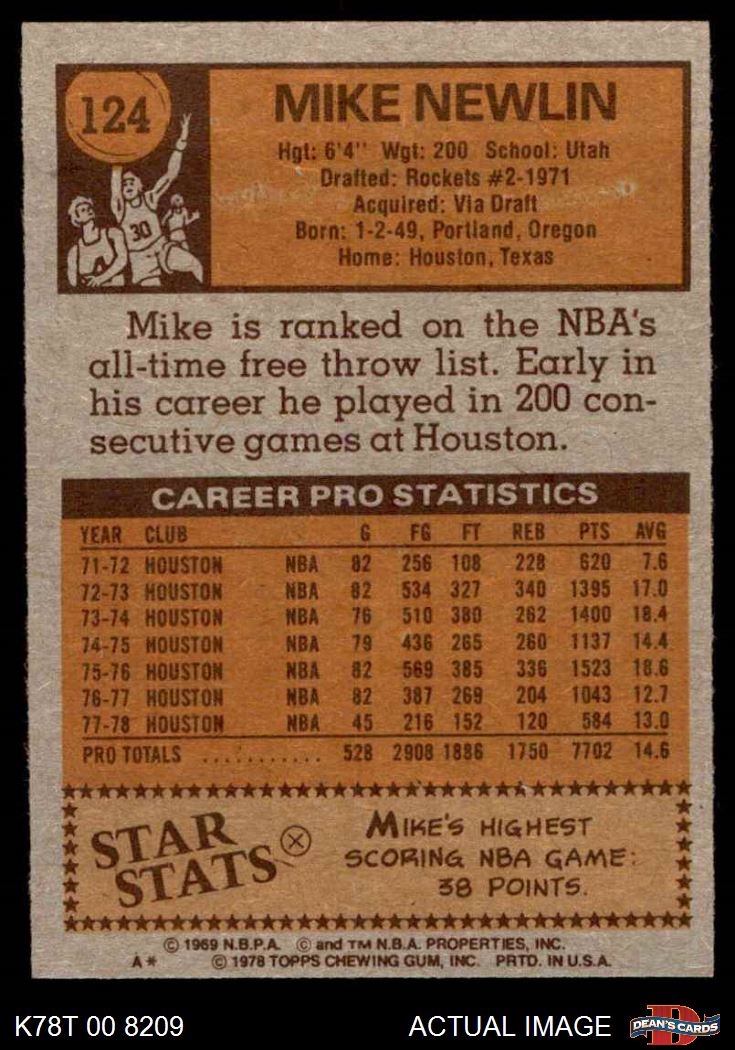 124
MIKE NEWLIN
Hgt: 6'4" Wgt: 200 School: Utah
Drafted: Rockets #2-1971
Acquired: Via Draft
Born: 1-2-49, Portland, Oregon
Home: Houston, Texas
30
Mike is ranked on the NBA's
all-time free throw list. Early in
his career he played in 200 con-
secutive games at Houston.
CAREER PRO STATISTICS
YEAR CLUB G FG FT REB PTS AVG
71-72 HOUSTON NBA 82 256 108 228 620 7.6
72-73 HOUSTON NBA 82 534 327 340 1395 17.0
73-74 HOUSTON NBA 76 510 380 262 1400 18.4
74-75 HOUSTON NBA 79 436 265 260 1137 14.4
75-76 HOUSTON NBA 82 569 385 336 1523 18.6
76-77 HOUSTON NBA 82 387 269 204 1043 12.7
77-78 HOUSTON NBA 45 216 152 120 584 13.0
PRO TOTALS ........... 528 2908 1886 1750 7702 14.6
STAR
STATS
MIKE'S HIGHEST
SCORING NBA GAME:
38 POINTS.
© 1969 N.B.P.A. © and TM N.B.A. PROPERTIES, INC.
A* © 1978 TOPPS CHEWING GUM, INC. PRTD. IN U.S.A.
K78T 00 8209 ACTUAL IMAGE
D
DEAN'S CARDS